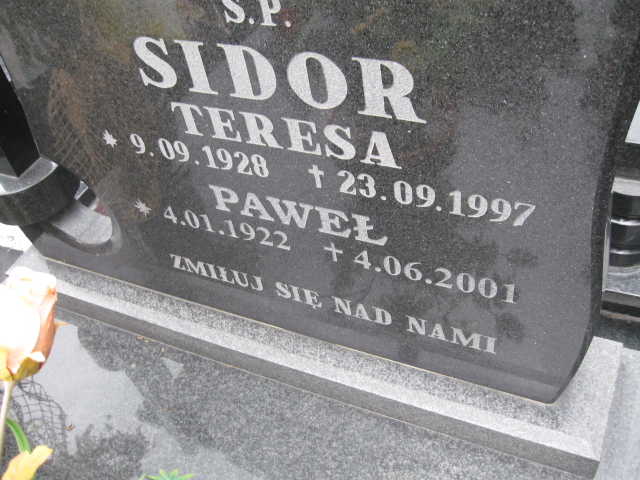 Ś.P.
SIDOR
TERESA
* 9.09.1928 † 23.09.1997
PAWEŁ
* 4.01.1922 † 4.06.2001
ZMIŁUJ SIĘ NAD NAMI